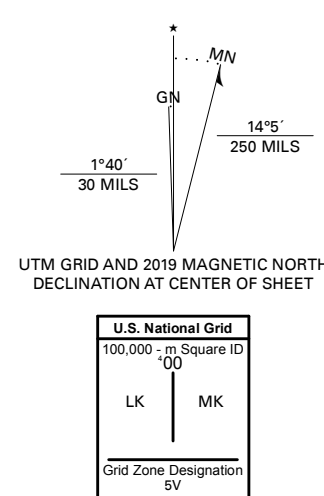 ★
MN
GN
14°5´
250 MILS
1°40´
30 MILS
UTM GRID AND 2019 MAGNETIC NORTH
DECLINATION AT CENTER OF SHEET
U.S. National Grid
100,000 - m Square ID
⁴00
LK MK
Grid Zone Designation
5V